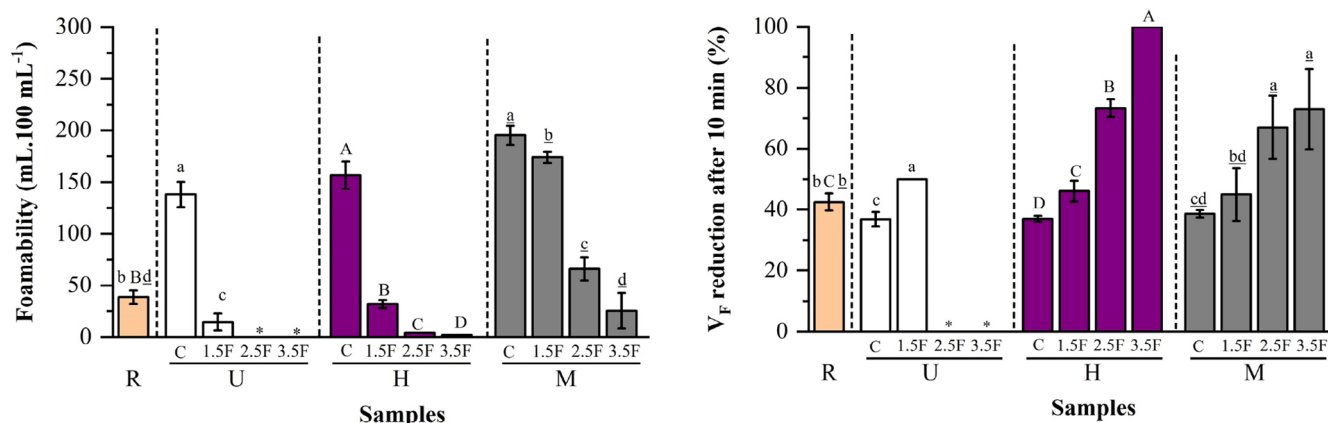 Foamability (mL.100 mL⁻¹)
300
250
200
150
100
50
0
b B d
a
c
*
*
A
B
C
D
a
b
c
d
C 1.5F 2.5F 3.5F
C 1.5F 2.5F 3.5F
C 1.5F 2.5F 3.5F
R U H M
Samples
V_F reduction after 10 min (%)
100
80
60
40
20
0
b C b
c
a
*
*
D
C
B
A
cd
bd
a
a
C 1.5F 2.5F 3.5F
C 1.5F 2.5F 3.5F
C 1.5F 2.5F 3.5F
R U H M
Samples